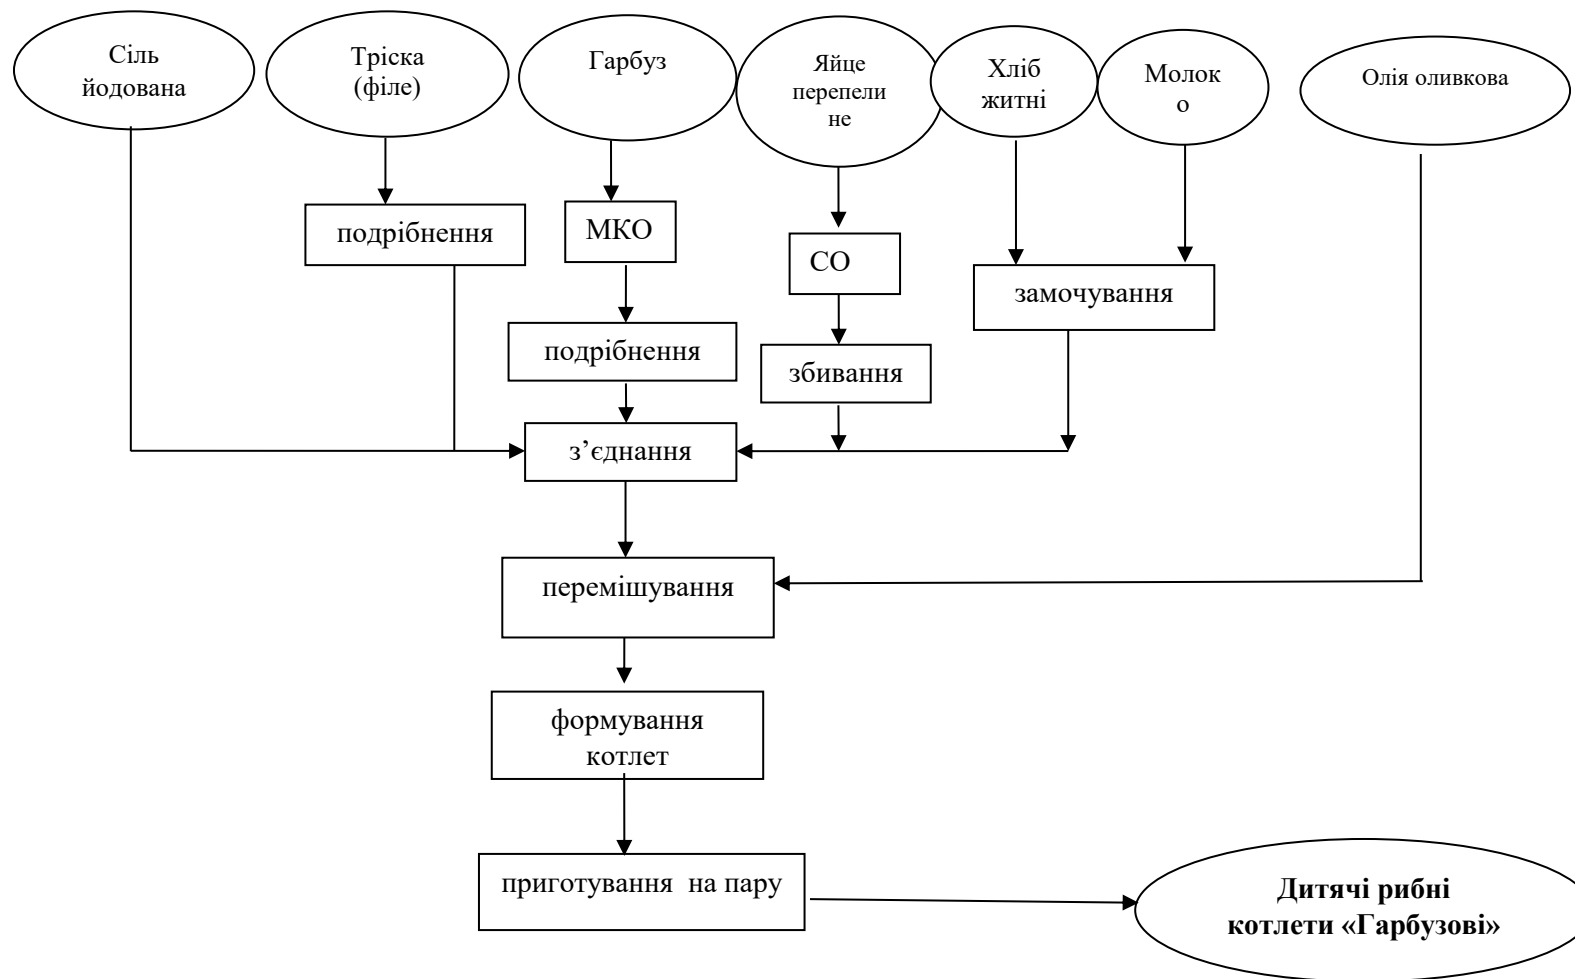 Сіль
йодована
Тріска
(філе)
Гарбуз
Яйце
перепели
не
Хліб
житні
Молок
о
Олія оливкова
подрібнення
МКО
СО
замочування
подрібнення
збивання
з’єднання
перемішування
формування
котлет
приготування на пару
Дитячі рибні
котлети «Гарбузові»